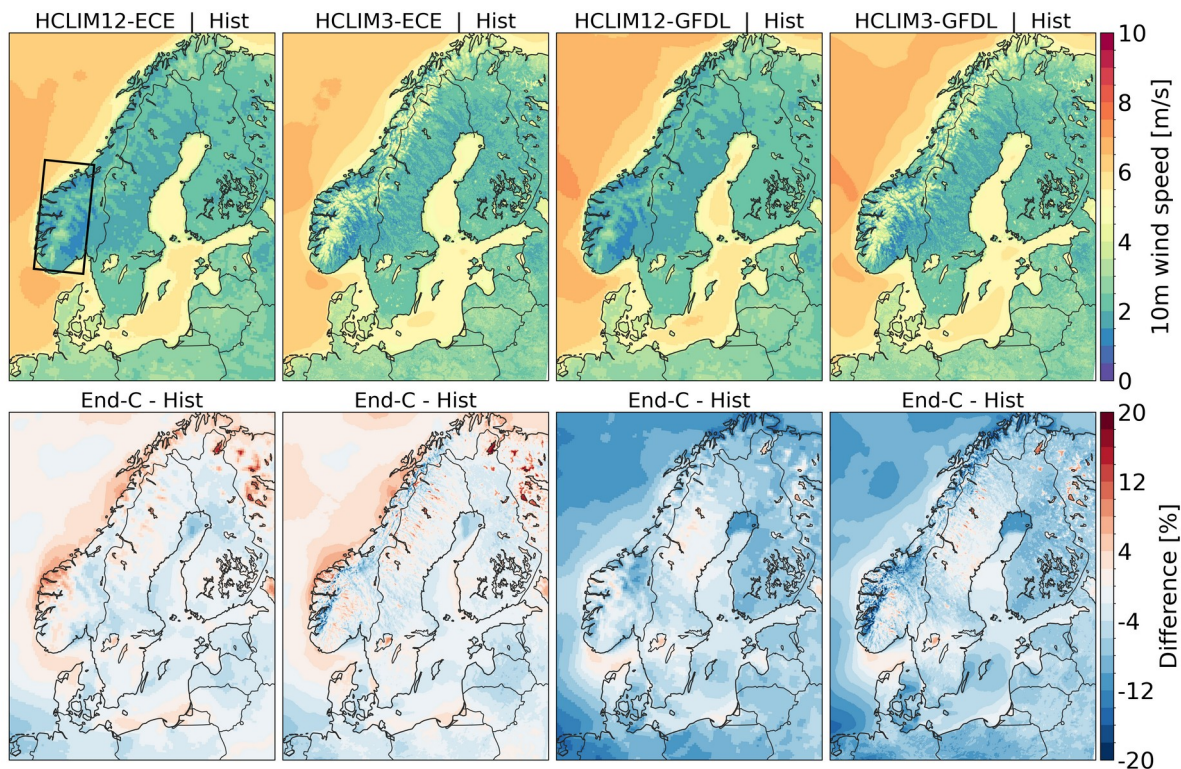 HCLIM12-ECE | Hist
HCLIM3-ECE | Hist
HCLIM12-GFDL | Hist
HCLIM3-GFDL | Hist
10
8
6
4
2
0
10m wind speed [m/s]
End-C - Hist
End-C - Hist
End-C - Hist
End-C - Hist
20
12
4
-4
-12
-20
Difference [%]